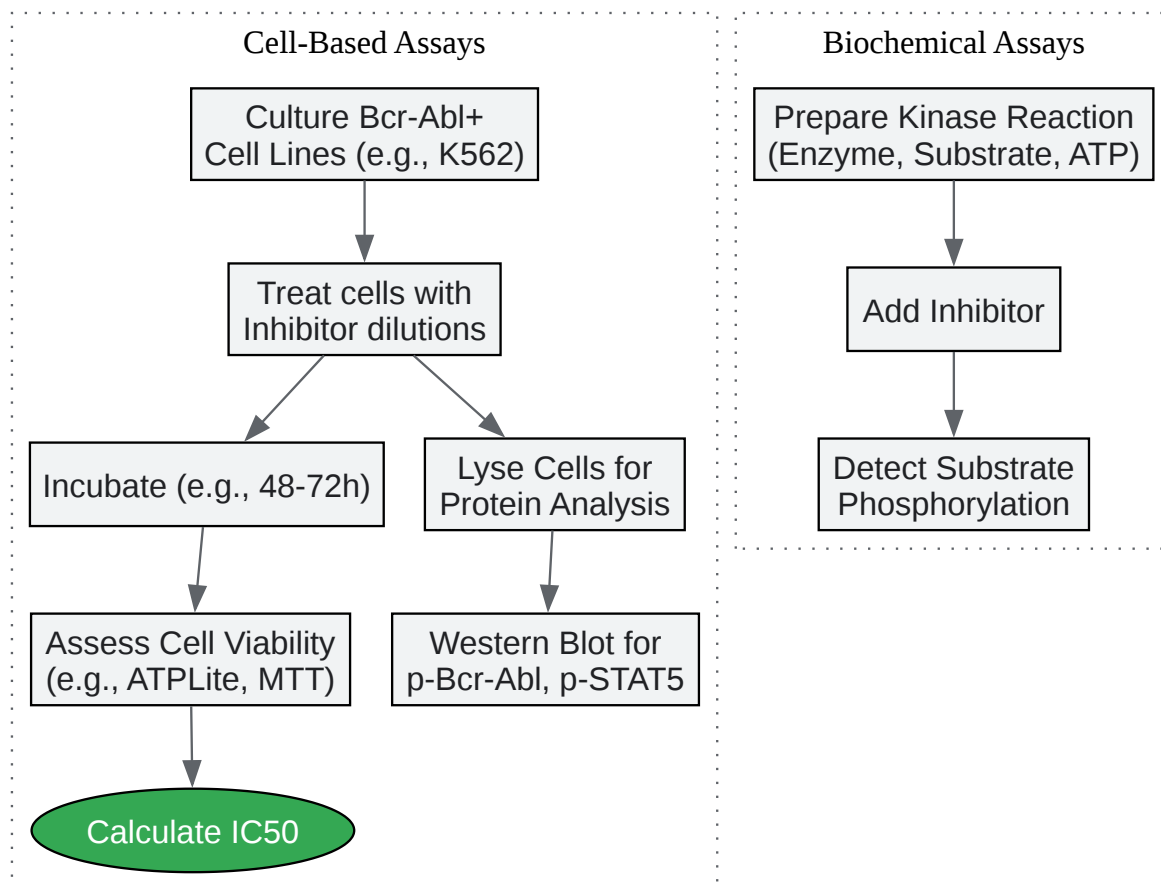 Cell-Based Assays
Culture Bcr-Abl+
Cell Lines (e.g., K562)
Treat cells with
Inhibitor dilutions
Incubate (e.g., 48-72h)
Lyse Cells for
Protein Analysis
Assess Cell Viability
(e.g., ATPLite, MTT)
Western Blot for
p-Bcr-Abl, p-STAT5
Calculate IC50
Biochemical Assays
Prepare Kinase Reaction
(Enzyme, Substrate, ATP)
Add Inhibitor
Detect Substrate
Phosphorylation